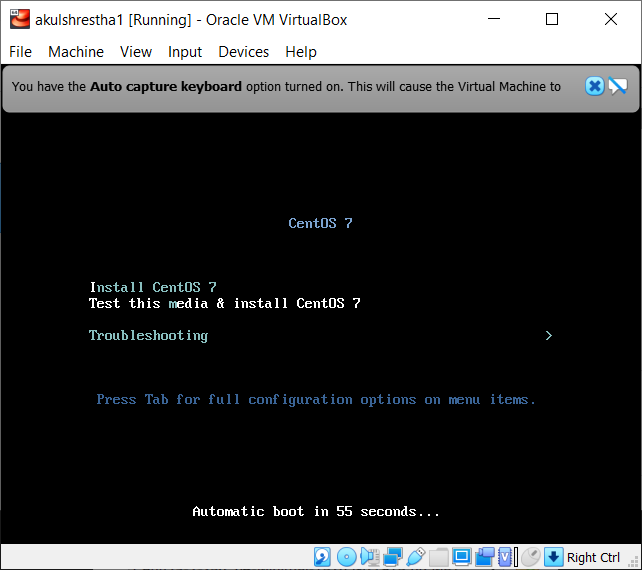 akulshrestha1 [Running] - Oracle VM VirtualBox
File Machine View Input Devices Help
You have the Auto capture keyboard option turned on. This will cause the Virtual Machine to
CentOS 7
Install CentOS 7
Test this media & install CentOS 7
Troubleshooting >
Press Tab for full configuration options on menu items.
Automatic boot in 55 seconds...
Right Ctrl